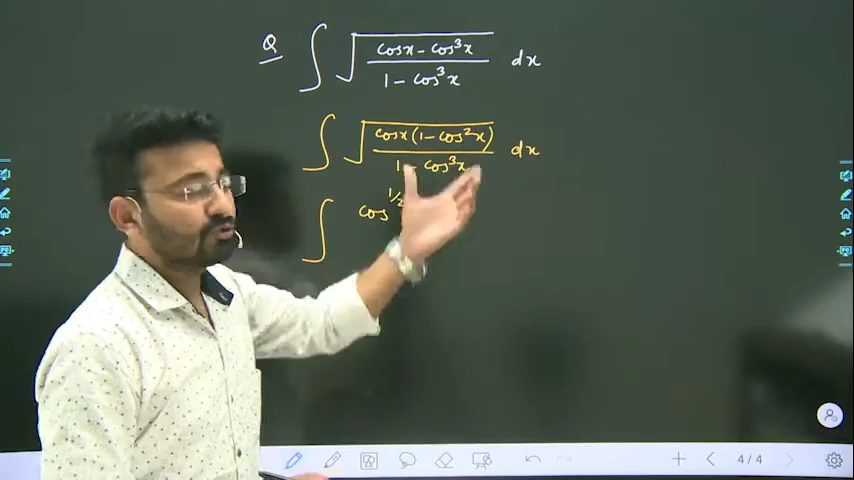 Q ∫ √((cosx - cos³x)/(1 - cos³x)) dx
∫ √((cosx(1 - cos²x))/(1 - cos³x)) dx
∫ cos^1/2
4/4